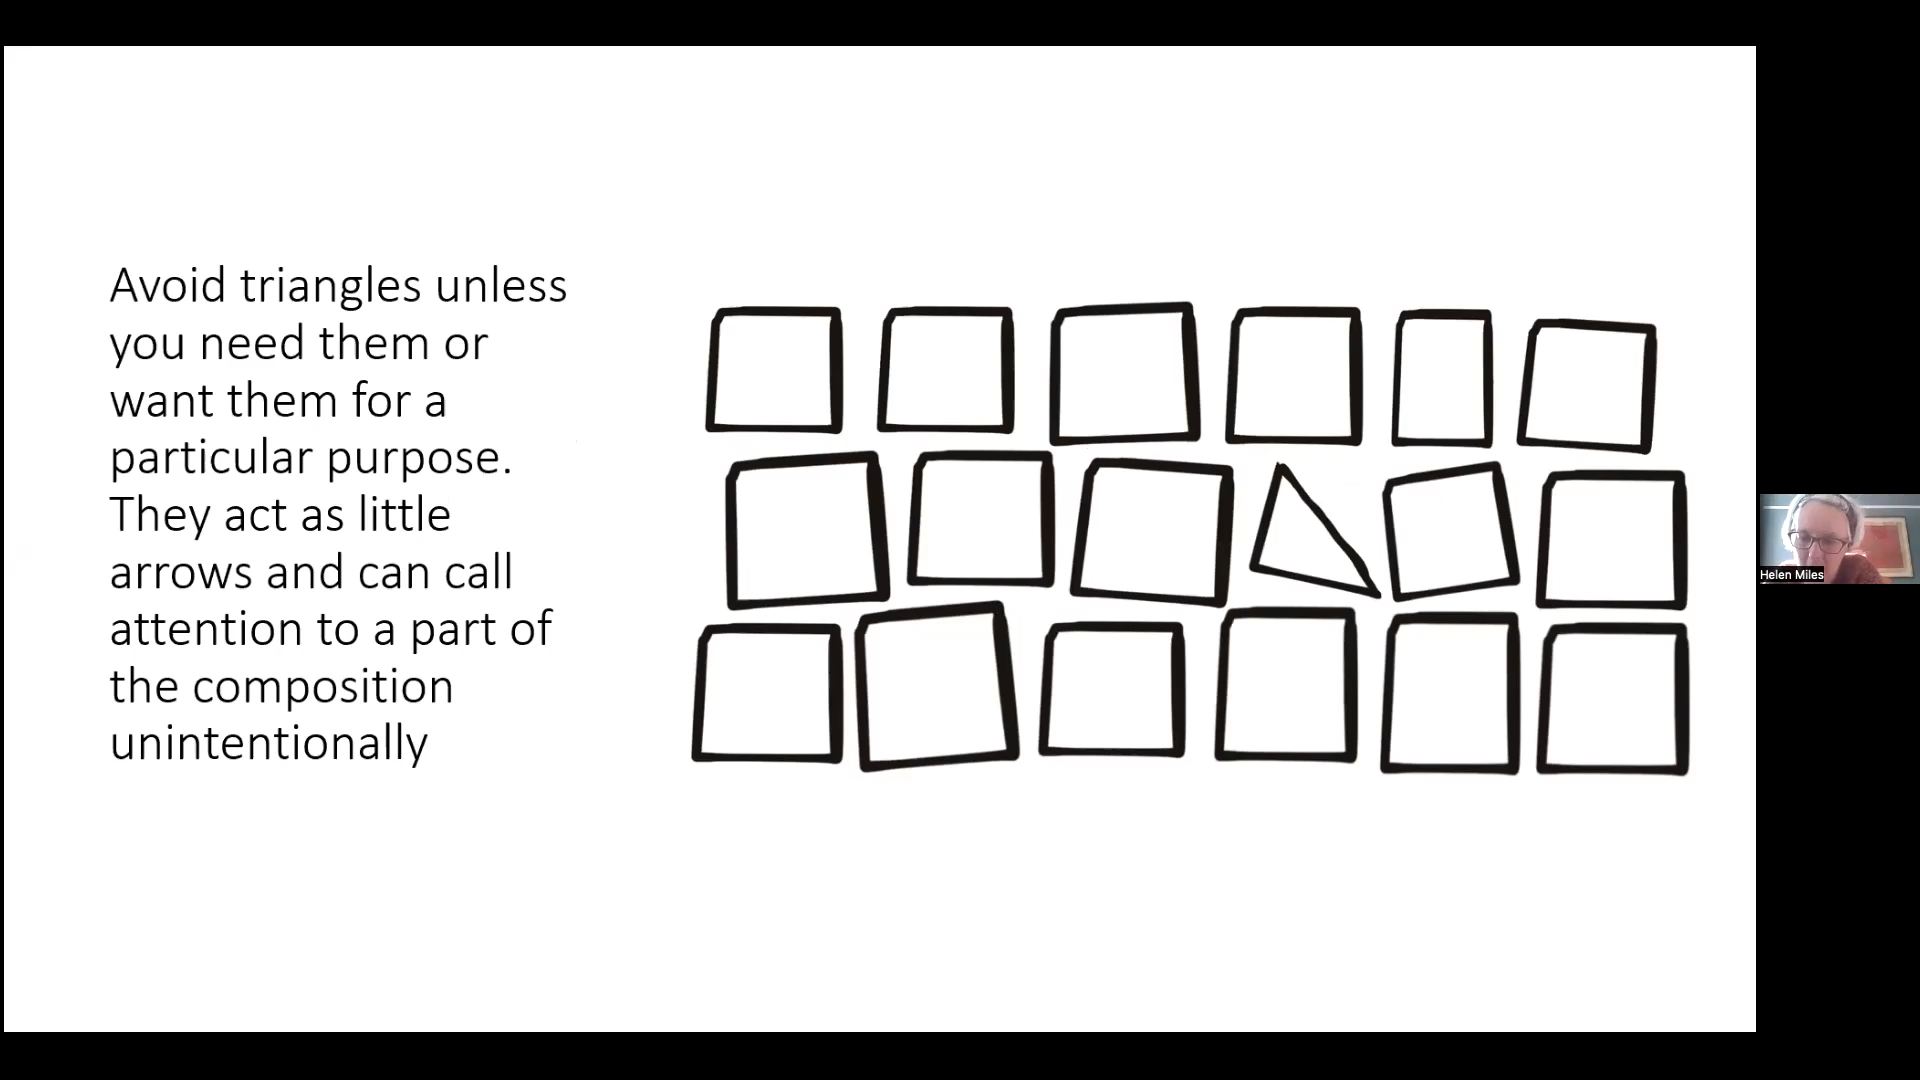 Avoid triangles unless
you need them or
want them for a
particular purpose.
They act as little
arrows and can call
attention to a part of
the composition
unintentionally
Helen Miles